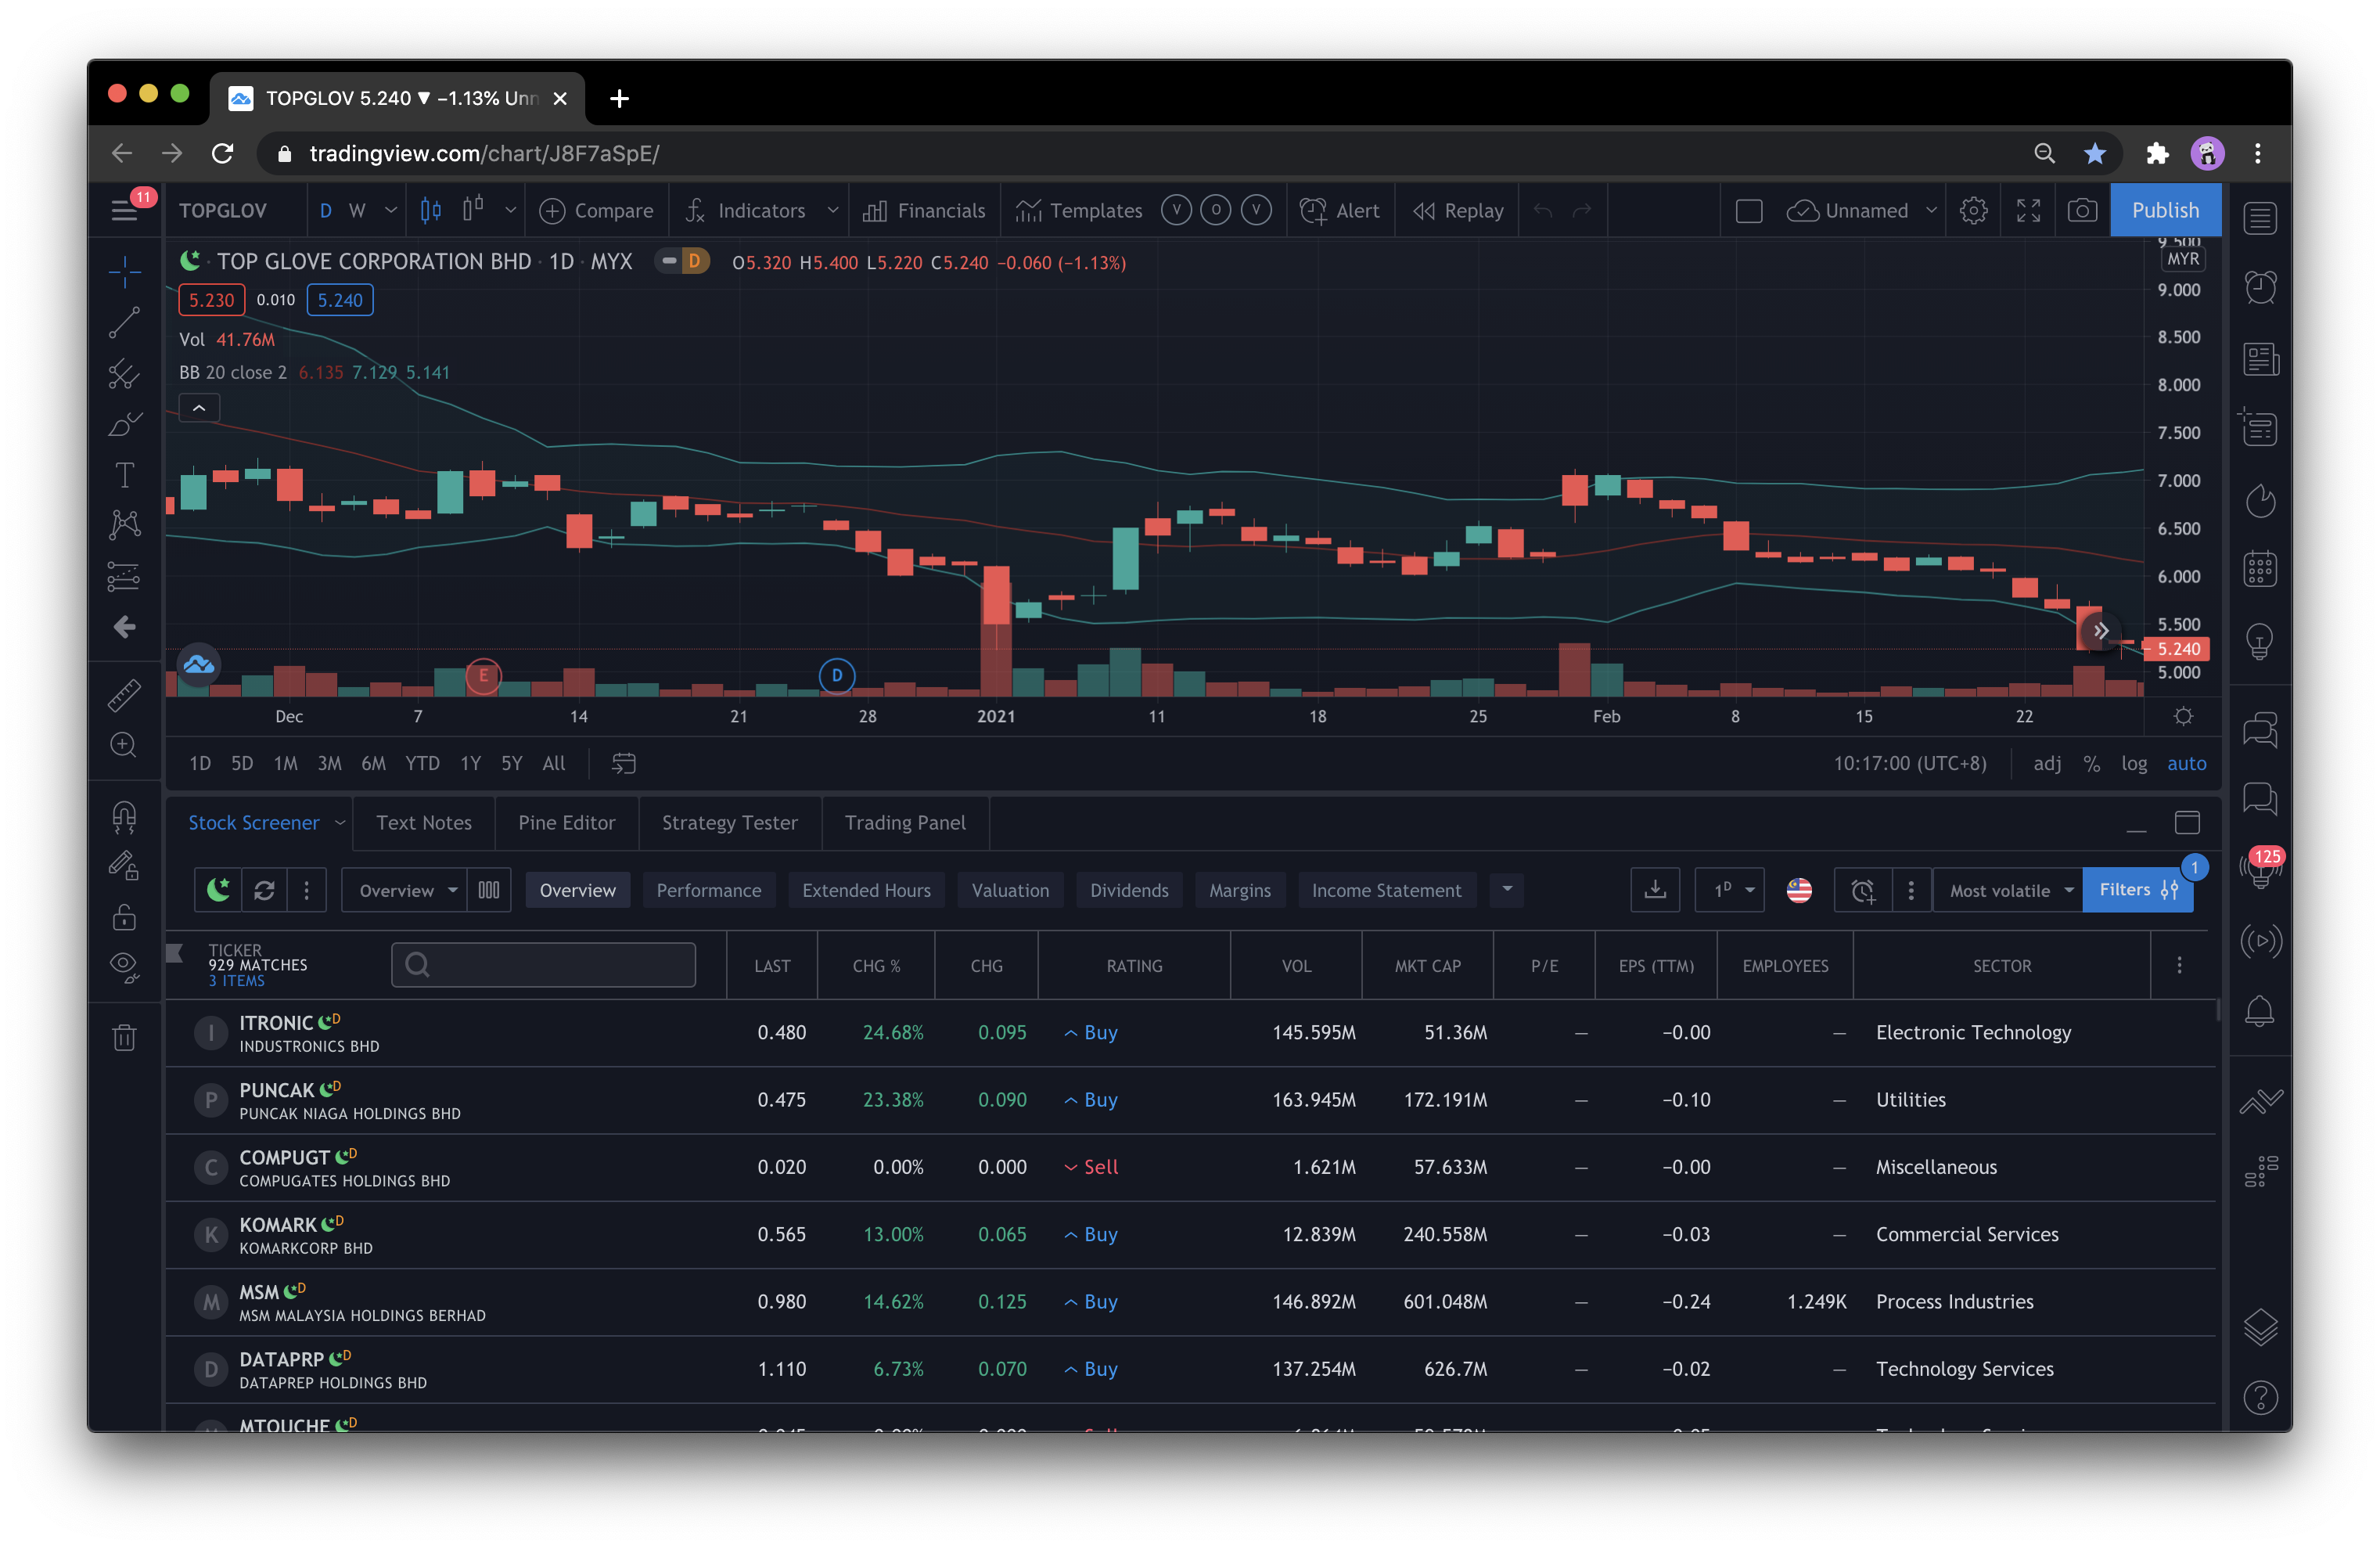 TOPGLOV 5.240 ▼ −1.13% Unn
tradingview.com/chart/J8F7aSpE/
11
TOPGLOV D W Compare Indicators Financials Templates V O V Alert Replay Unnamed Publish
TOP GLOVE CORPORATION BHD · 1D · MYX D O5.320 H5.400 L5.220 C5.240 −0.060 (−1.13%)
5.230 0.010 5.240
Vol 41.76M
BB 20 close 2 6.135 7.129 5.141
9.500
MYR
9.000
8.500
8.000
7.500
7.000
6.500
6.000
5.500
5.240
5.000
E D
Dec 7 14 21 28 2021 11 18 25 Feb 8 15 22
1D 5D 1M 3M 6M YTD 1Y 5Y All 10:17:00 (UTC+8) adj % log auto
Stock Screener Text Notes Pine Editor Strategy Tester Trading Panel
125
Overview Overview Performance Extended Hours Valuation Dividends Margins Income Statement 1D Most volatile Filters 1
TICKER
929 MATCHES
3 ITEMS
LAST CHG % CHG RATING VOL MKT CAP P/E EPS (TTM) EMPLOYEES SECTOR
I ITRONIC D 0.480 24.68% 0.095 Buy 145.595M 51.36M — −0.00 — Electronic Technology
INDUSTRONICS BHD
P PUNCAK D 0.475 23.38% 0.090 Buy 163.945M 172.191M — −0.10 — Utilities
PUNCAK NIAGA HOLDINGS BHD
C COMPUGT D 0.020 0.00% 0.000 Sell 1.621M 57.633M — −0.00 — Miscellaneous
COMPUGATES HOLDINGS BHD
K KOMARK D 0.565 13.00% 0.065 Buy 12.839M 240.558M — −0.03 — Commercial Services
KOMARKCORP BHD
M MSM D 0.980 14.62% 0.125 Buy 146.892M 601.048M — −0.24 1.249K Process Industries
MSM MALAYSIA HOLDINGS BERHAD
D DATAPRP D 1.110 6.73% 0.070 Buy 137.254M 626.7M — −0.02 — Technology Services
DATAPREP HOLDINGS BHD
MTOUCHE D